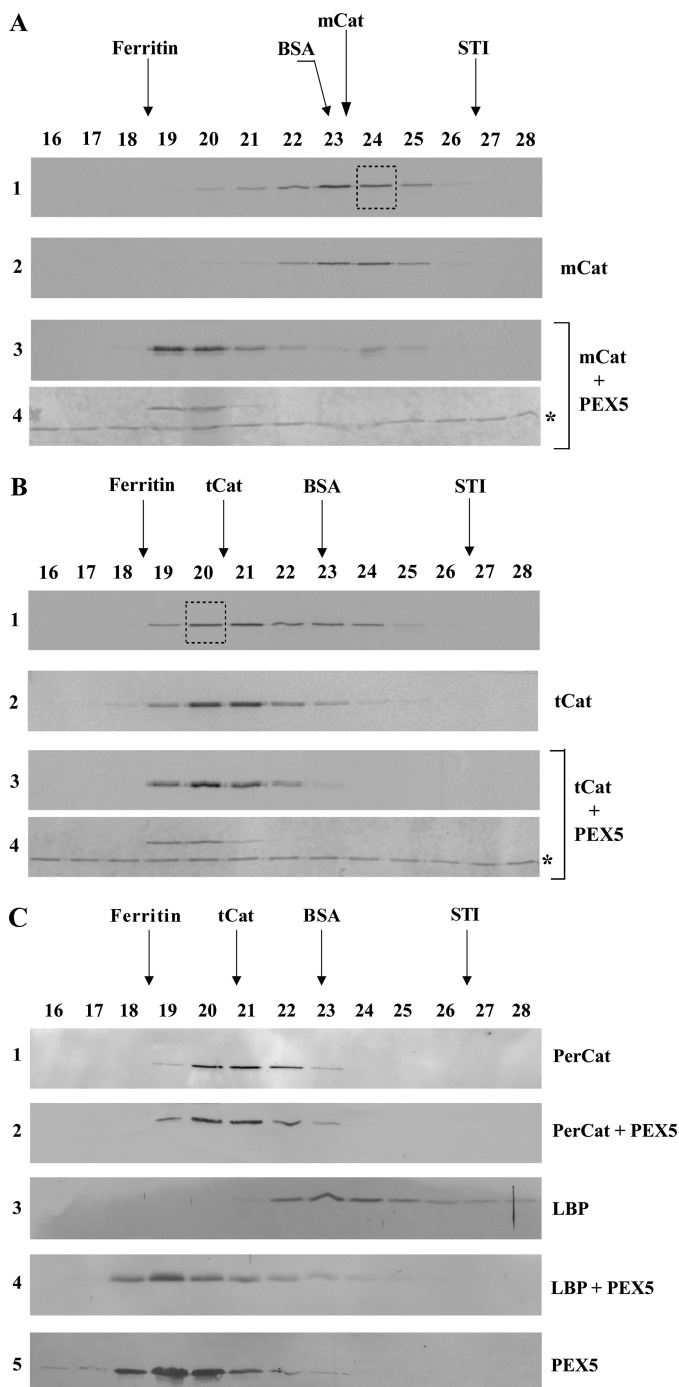 A
mCat
Ferritin BSA STI
16 17 18 19 20 21 22 23 24 25 26 27 28
1
2 mCat
3
mCat
+
PEX5
4 *
B
Ferritin tCat BSA STI
16 17 18 19 20 21 22 23 24 25 26 27 28
1
2 tCat
3
tCat
+
PEX5
4 *
C
Ferritin tCat BSA STI
16 17 18 19 20 21 22 23 24 25 26 27 28
1 PerCat
2 PerCat + PEX5
3 LBP
4 LBP + PEX5
5 PEX5